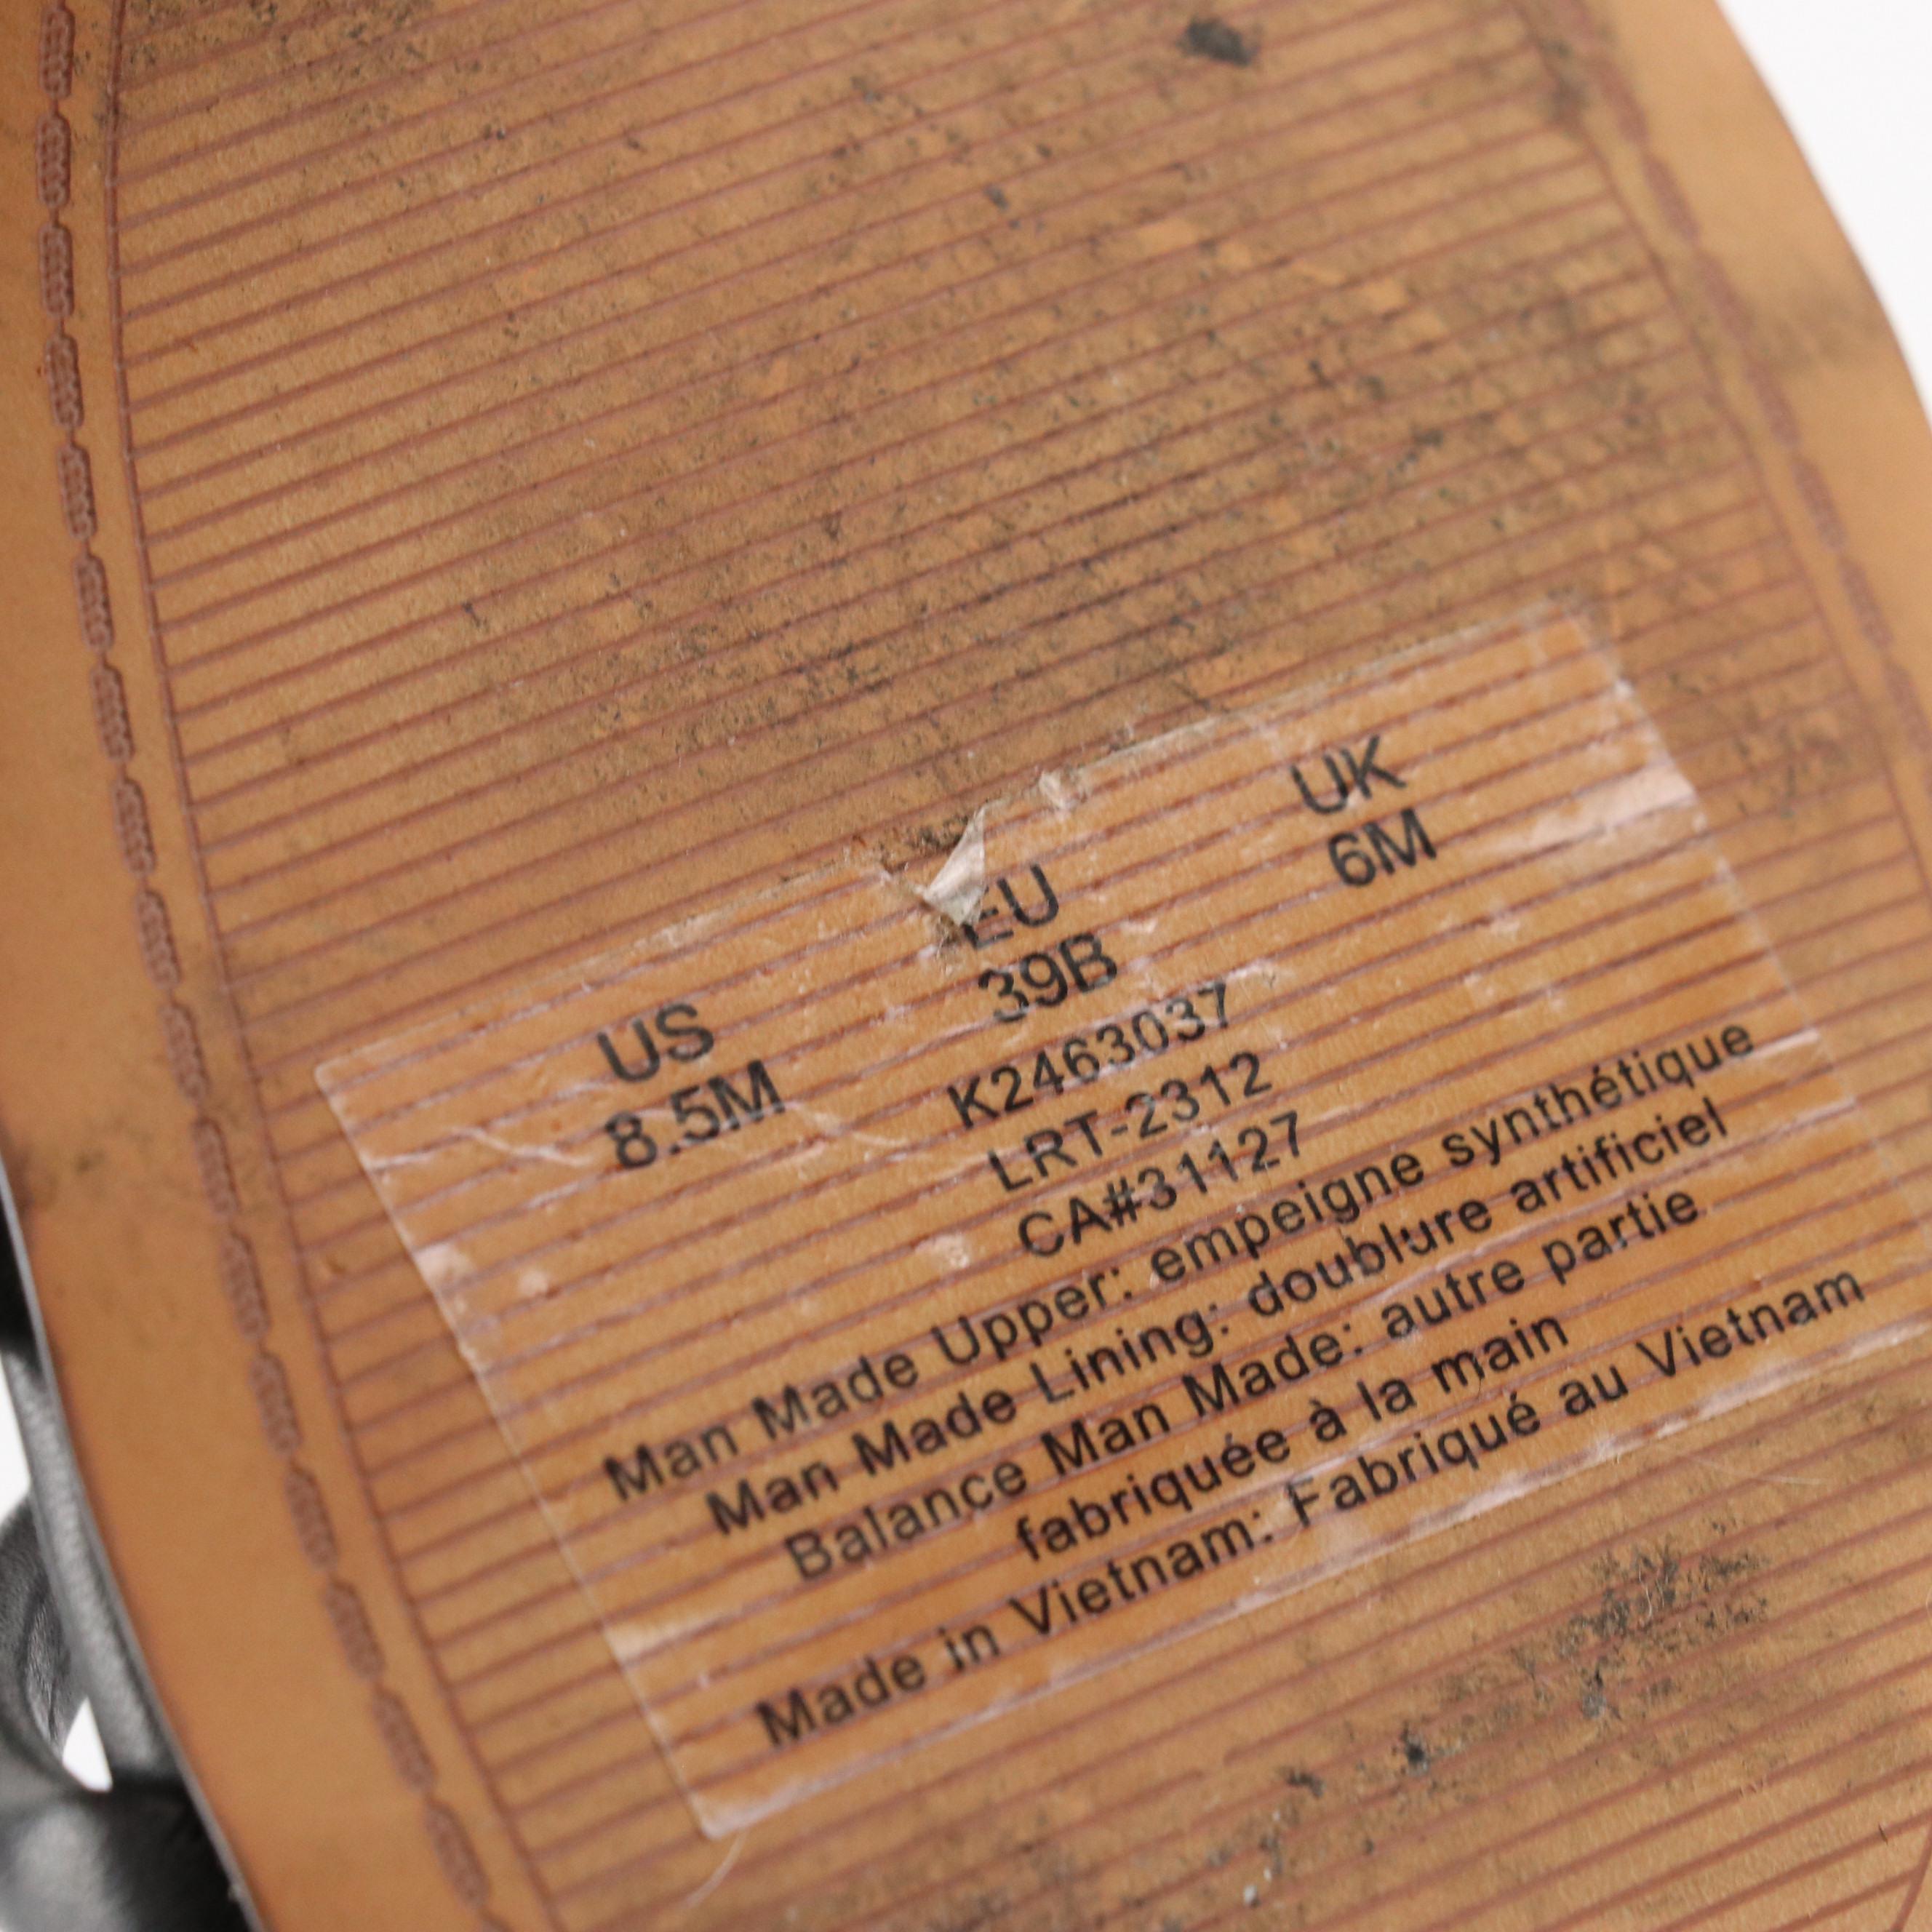 US EU UK
8.5M 39B 6M
K2463037
LRT-2312
CA#31127
Man Made Upper: empeigne synthétique
Man Made Lining: doublure artificiel
Balance Man Made: autre partie
fabriquée à la main
Made in Vietnam: Fabriqué au Vietnam